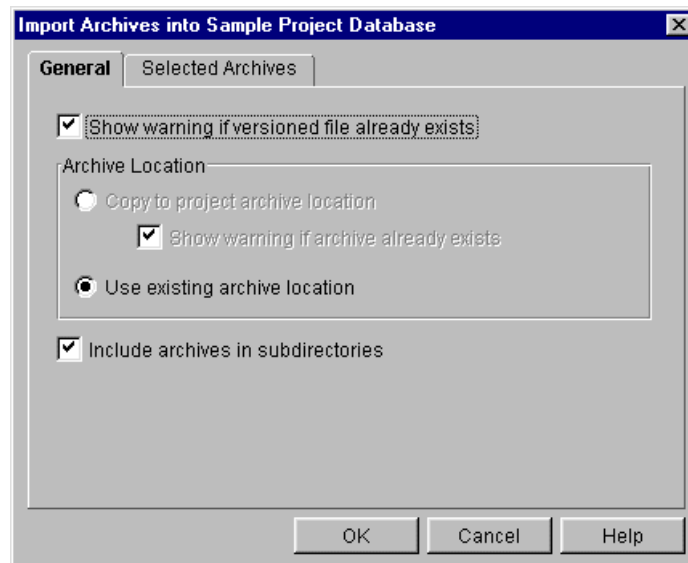 Import Archives into Sample Project Database
General Selected Archives
Show warning if versioned file already exists
Archive Location
Copy to project archive location
Show warning if archive already exists
Use existing archive location
Include archives in subdirectories
OK Cancel Help